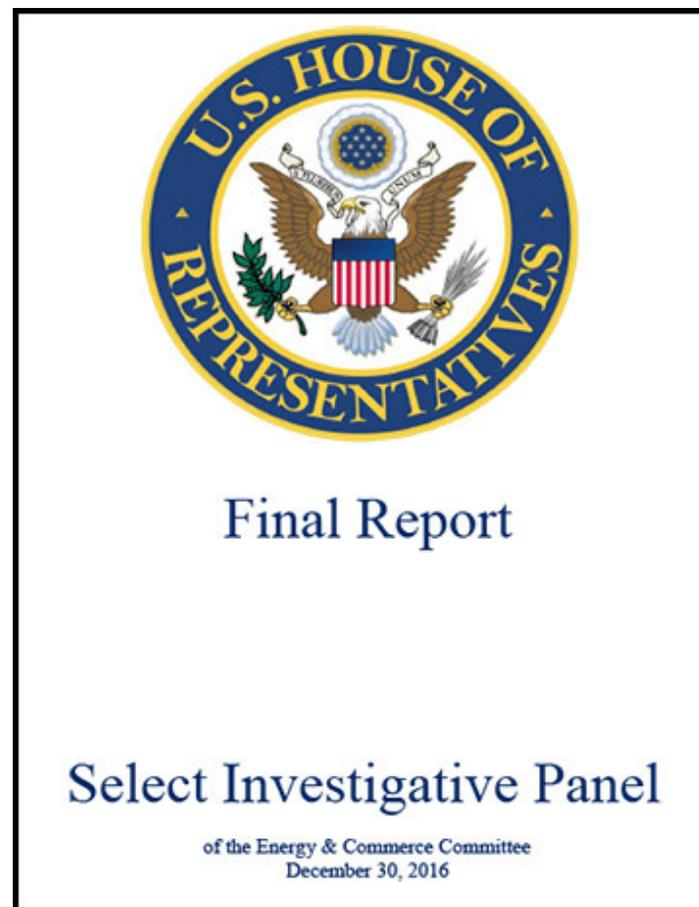 U.S. HOUSE OF
REPRESENTATIVES
E PLURIBUS
UNUM
Final Report
Select Investigative Panel
of the Energy & Commerce Committee
December 30, 2016